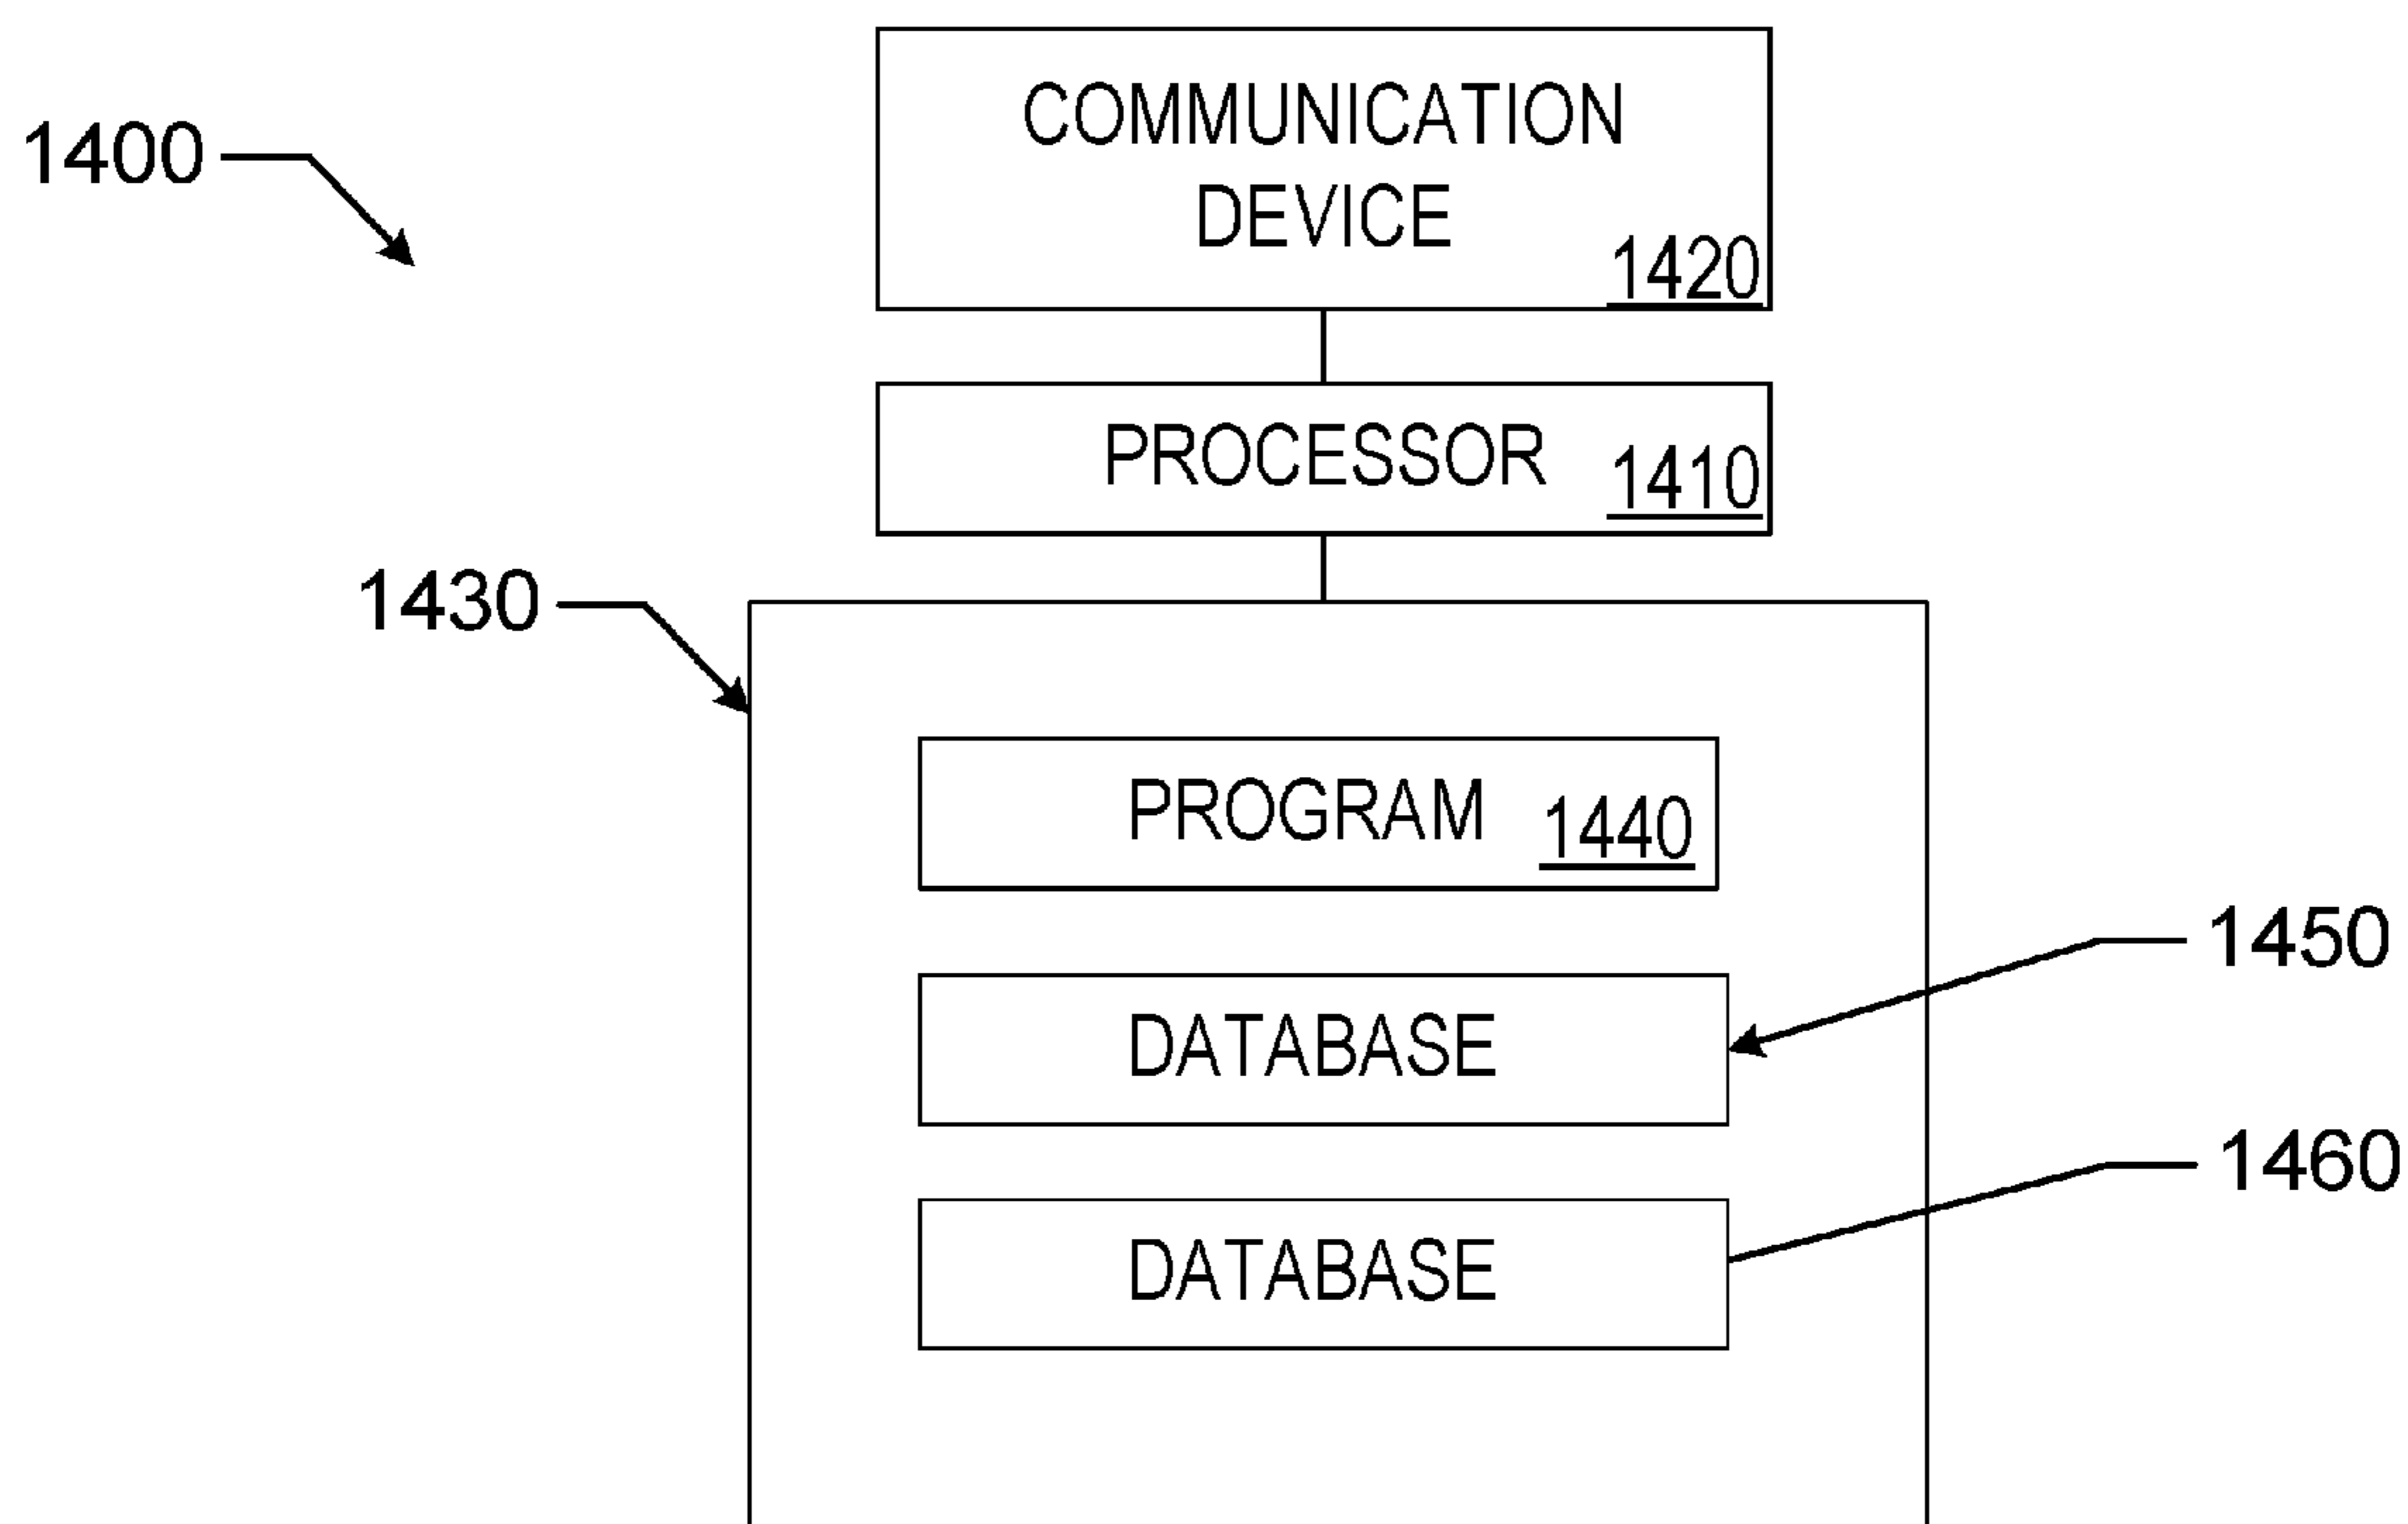 COMMUNICATION
DEVICE
1420
1400
PROCESSOR
1410
1430
PROGRAM
1440
1450
DATABASE
1460
DATABASE